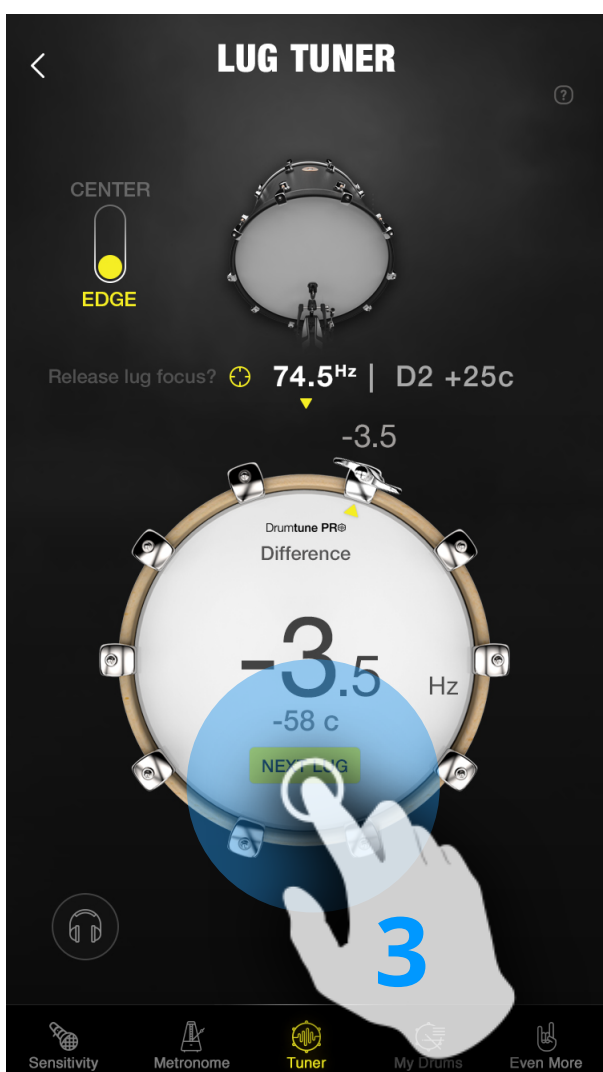 LUG TUNER
?
CENTER
EDGE
Release lug focus? 74.5Hz | D2 +25c
-3.5
Drumtune PRO
Difference
-3.5 Hz
-58 c
NEXT LUG
3
Sensitivity Metronome Tuner My Drums Even More